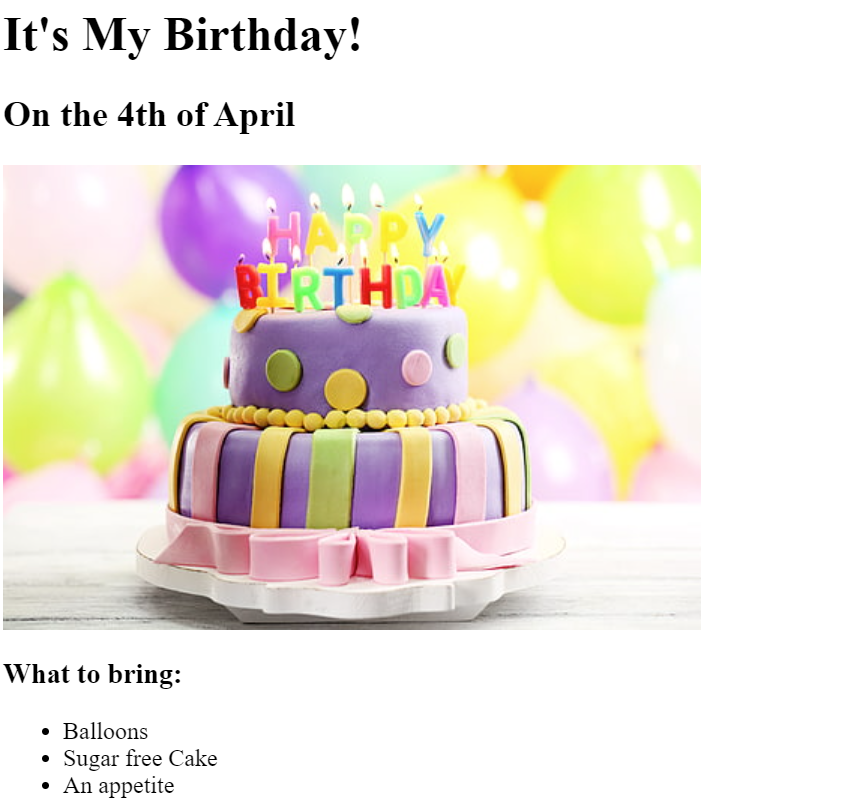 It's My Birthday!
On the 4th of April
HAPPY
BIRTHDAY
What to bring:
Balloons
Sugar free Cake
An appetite